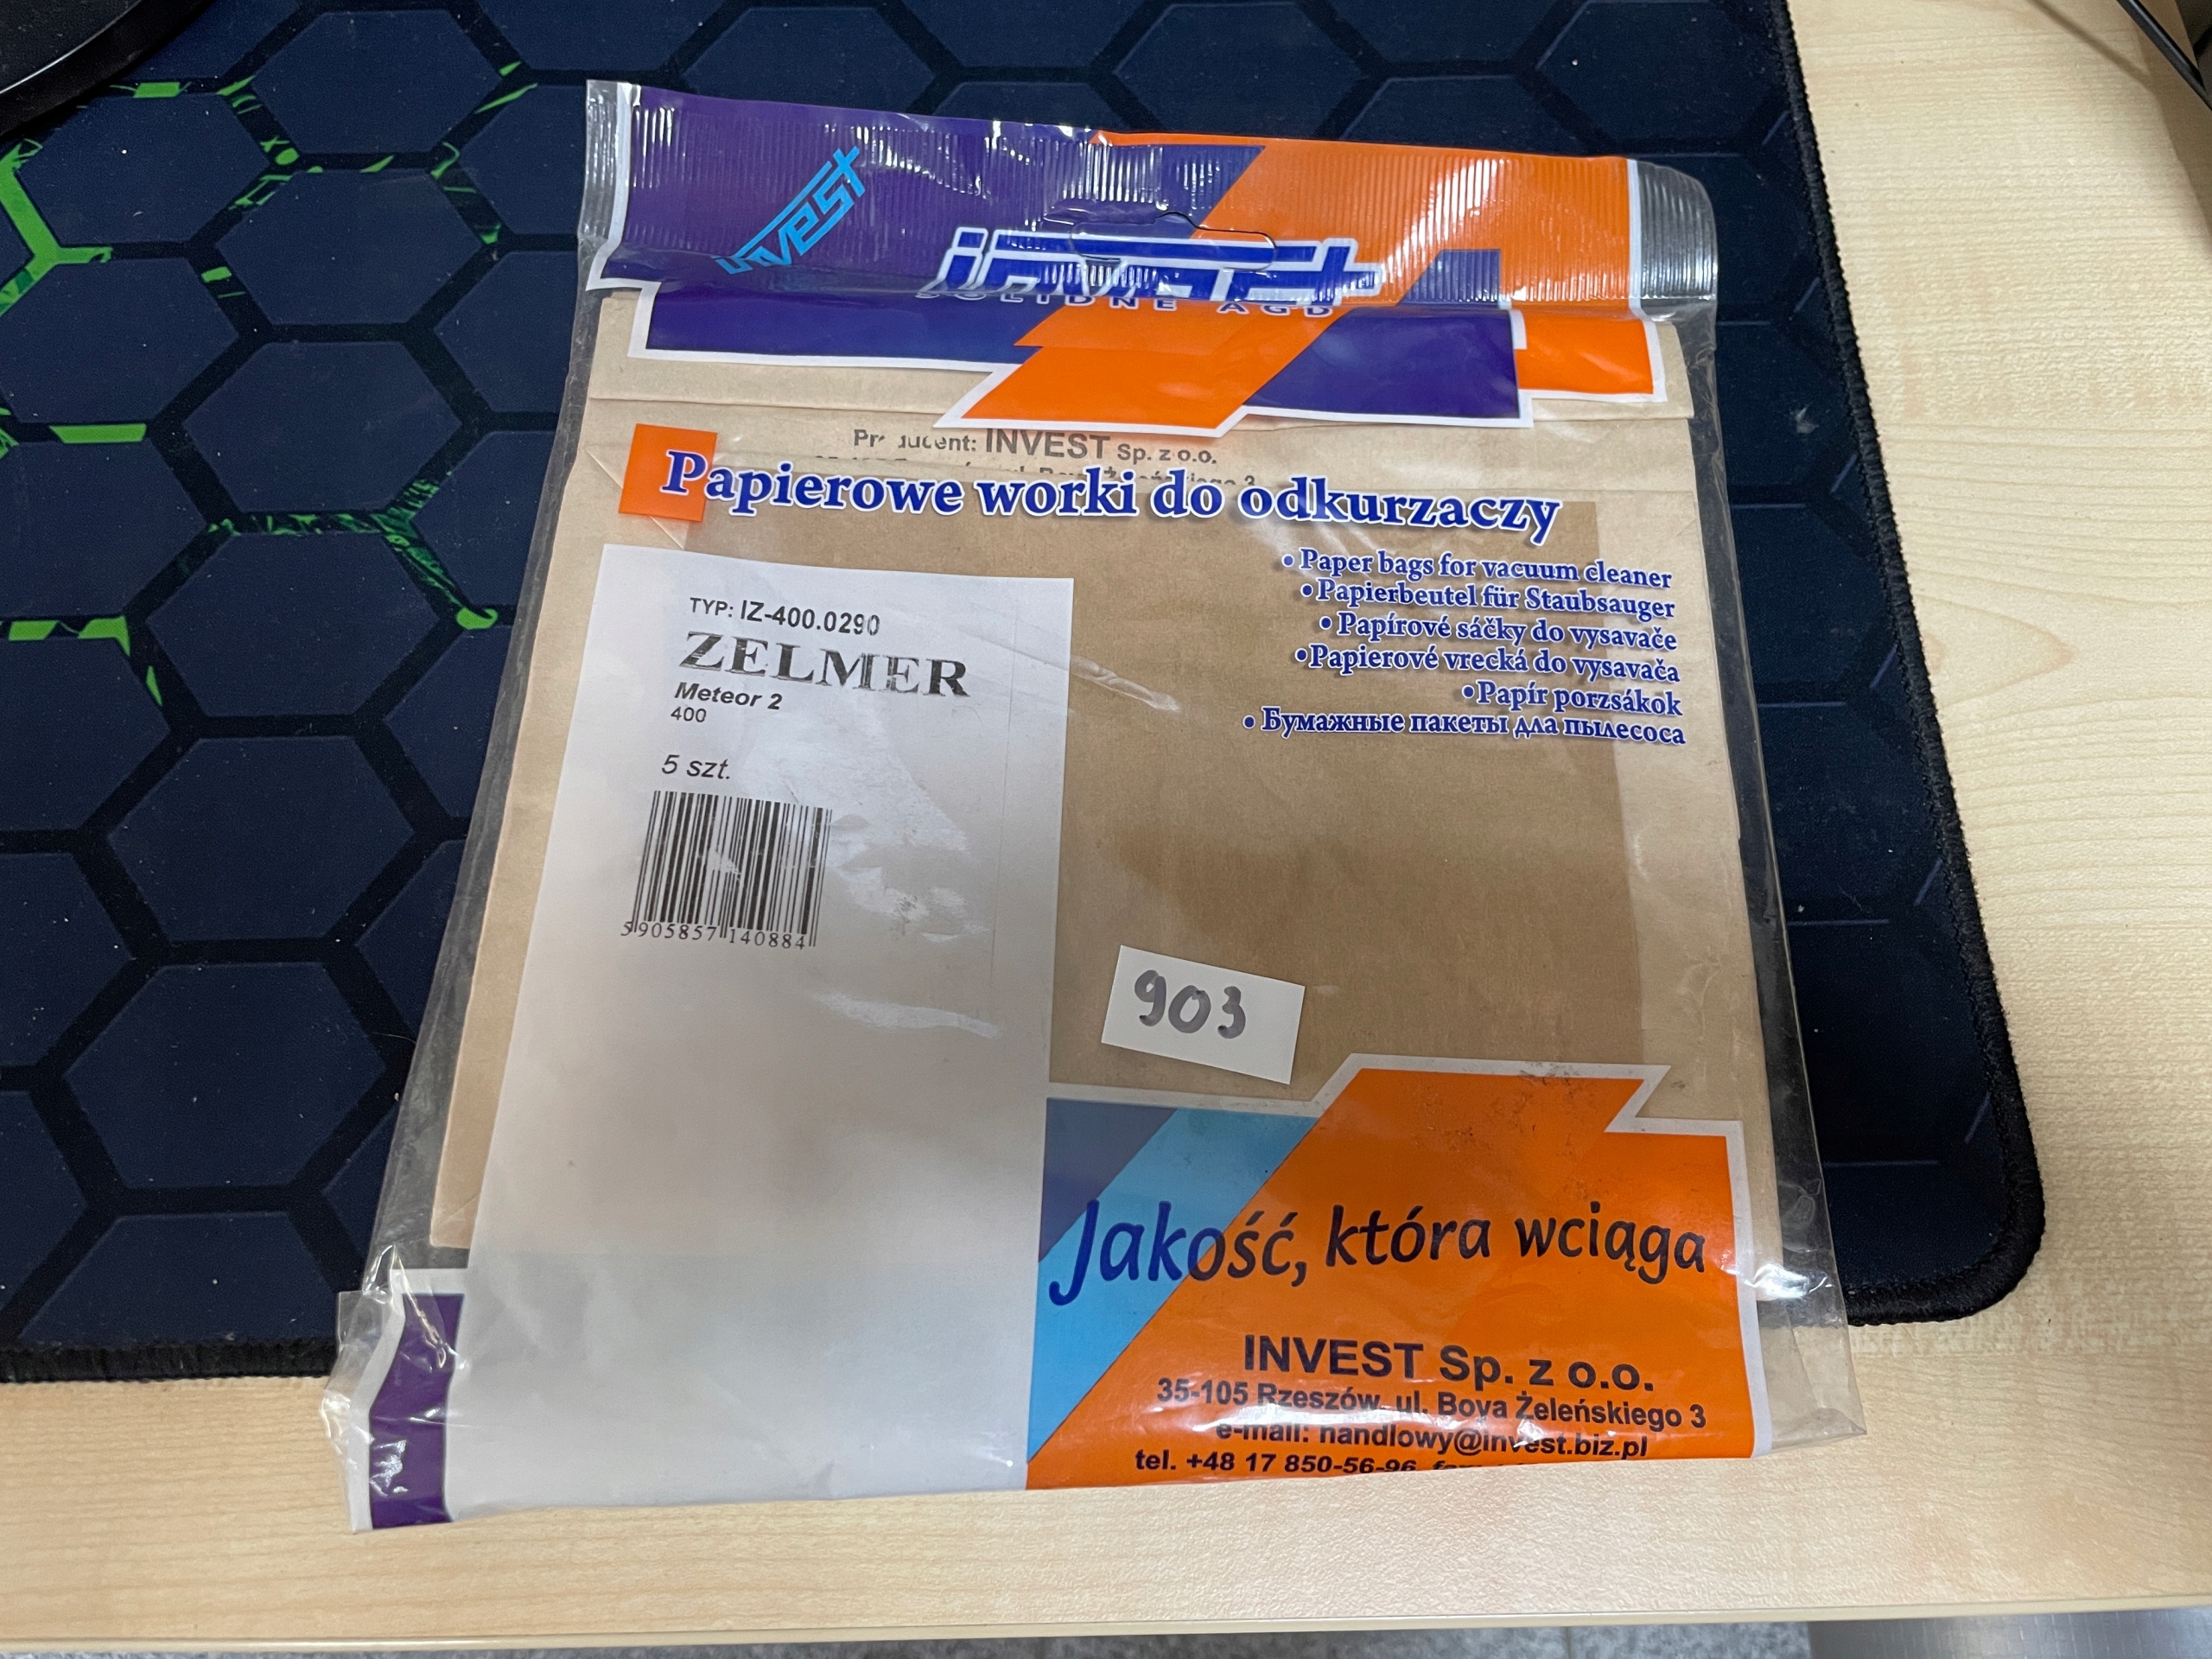 invest
invest
SOLIDNE AGD
Producent: INVEST Sp. z o.o.
Papierowe worki do odkurzaczy
• Paper bags for vacuum cleaner
• Papierbeutel für Staubsauger
• Papírové sáčky do vysavače
• Papierové vrecká do vysavača
• Papír porzsákok
• Бумажные пакеты для пылесоса
TYP: IZ-400.0290
ZELMER
Meteor 2
400
5 szt.
5905857140884
903
Jakość, która wciąga
INVEST Sp. z o.o.
35-105 Rzeszów, ul. Boya Żeleńskiego 3
e-mail: handlowy@invest.biz.pl
tel. +48 17 850-56-96,